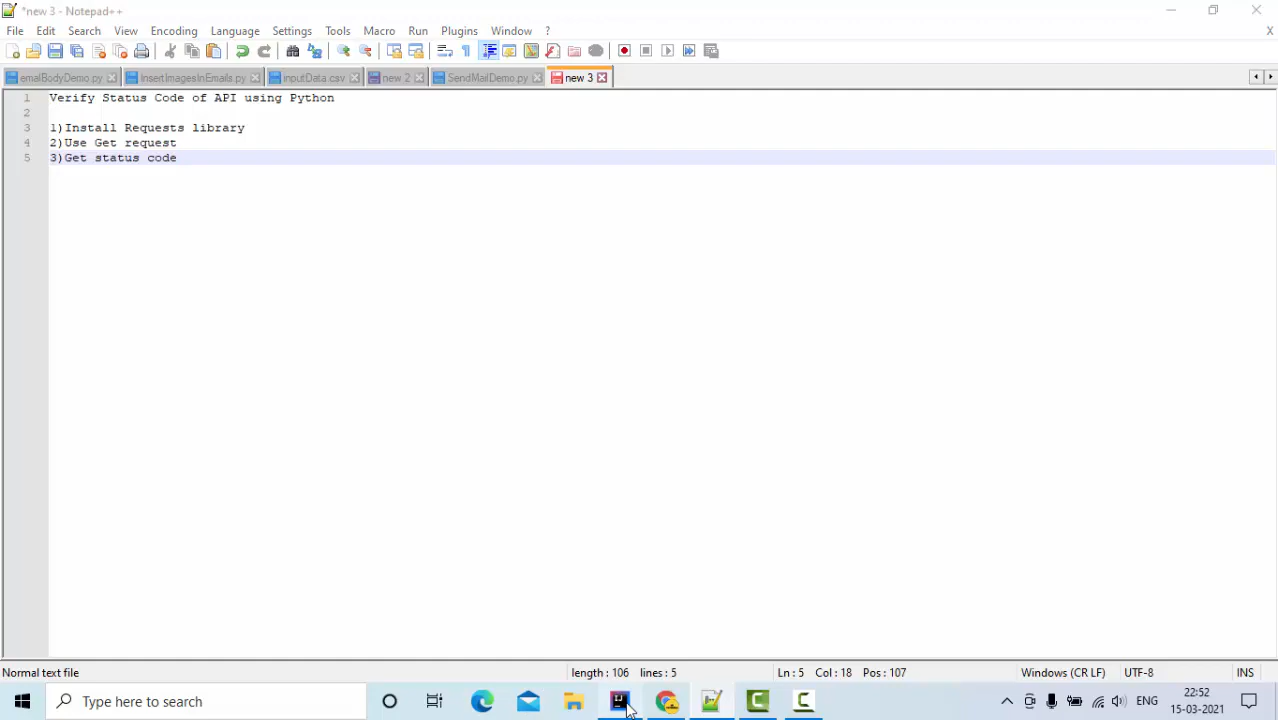 *new 3 - Notepad++
File Edit Search View Encoding Language Settings Tools Macro Run Plugins Window ? X
emailBodyDemo.py insertImagesInEmails.py inputData.csv new 2 SendMailDemo.py new 3
1 Verify Status Code of API using Python
2
3 1)Install Requests library
4 2)Use Get request
5 3)Get status code
Normal text file length : 106 lines : 5 Ln : 5 Col : 18 Pos : 107 Windows (CR LF) UTF-8 INS
Type here to search ENG 22:52
15-03-2021